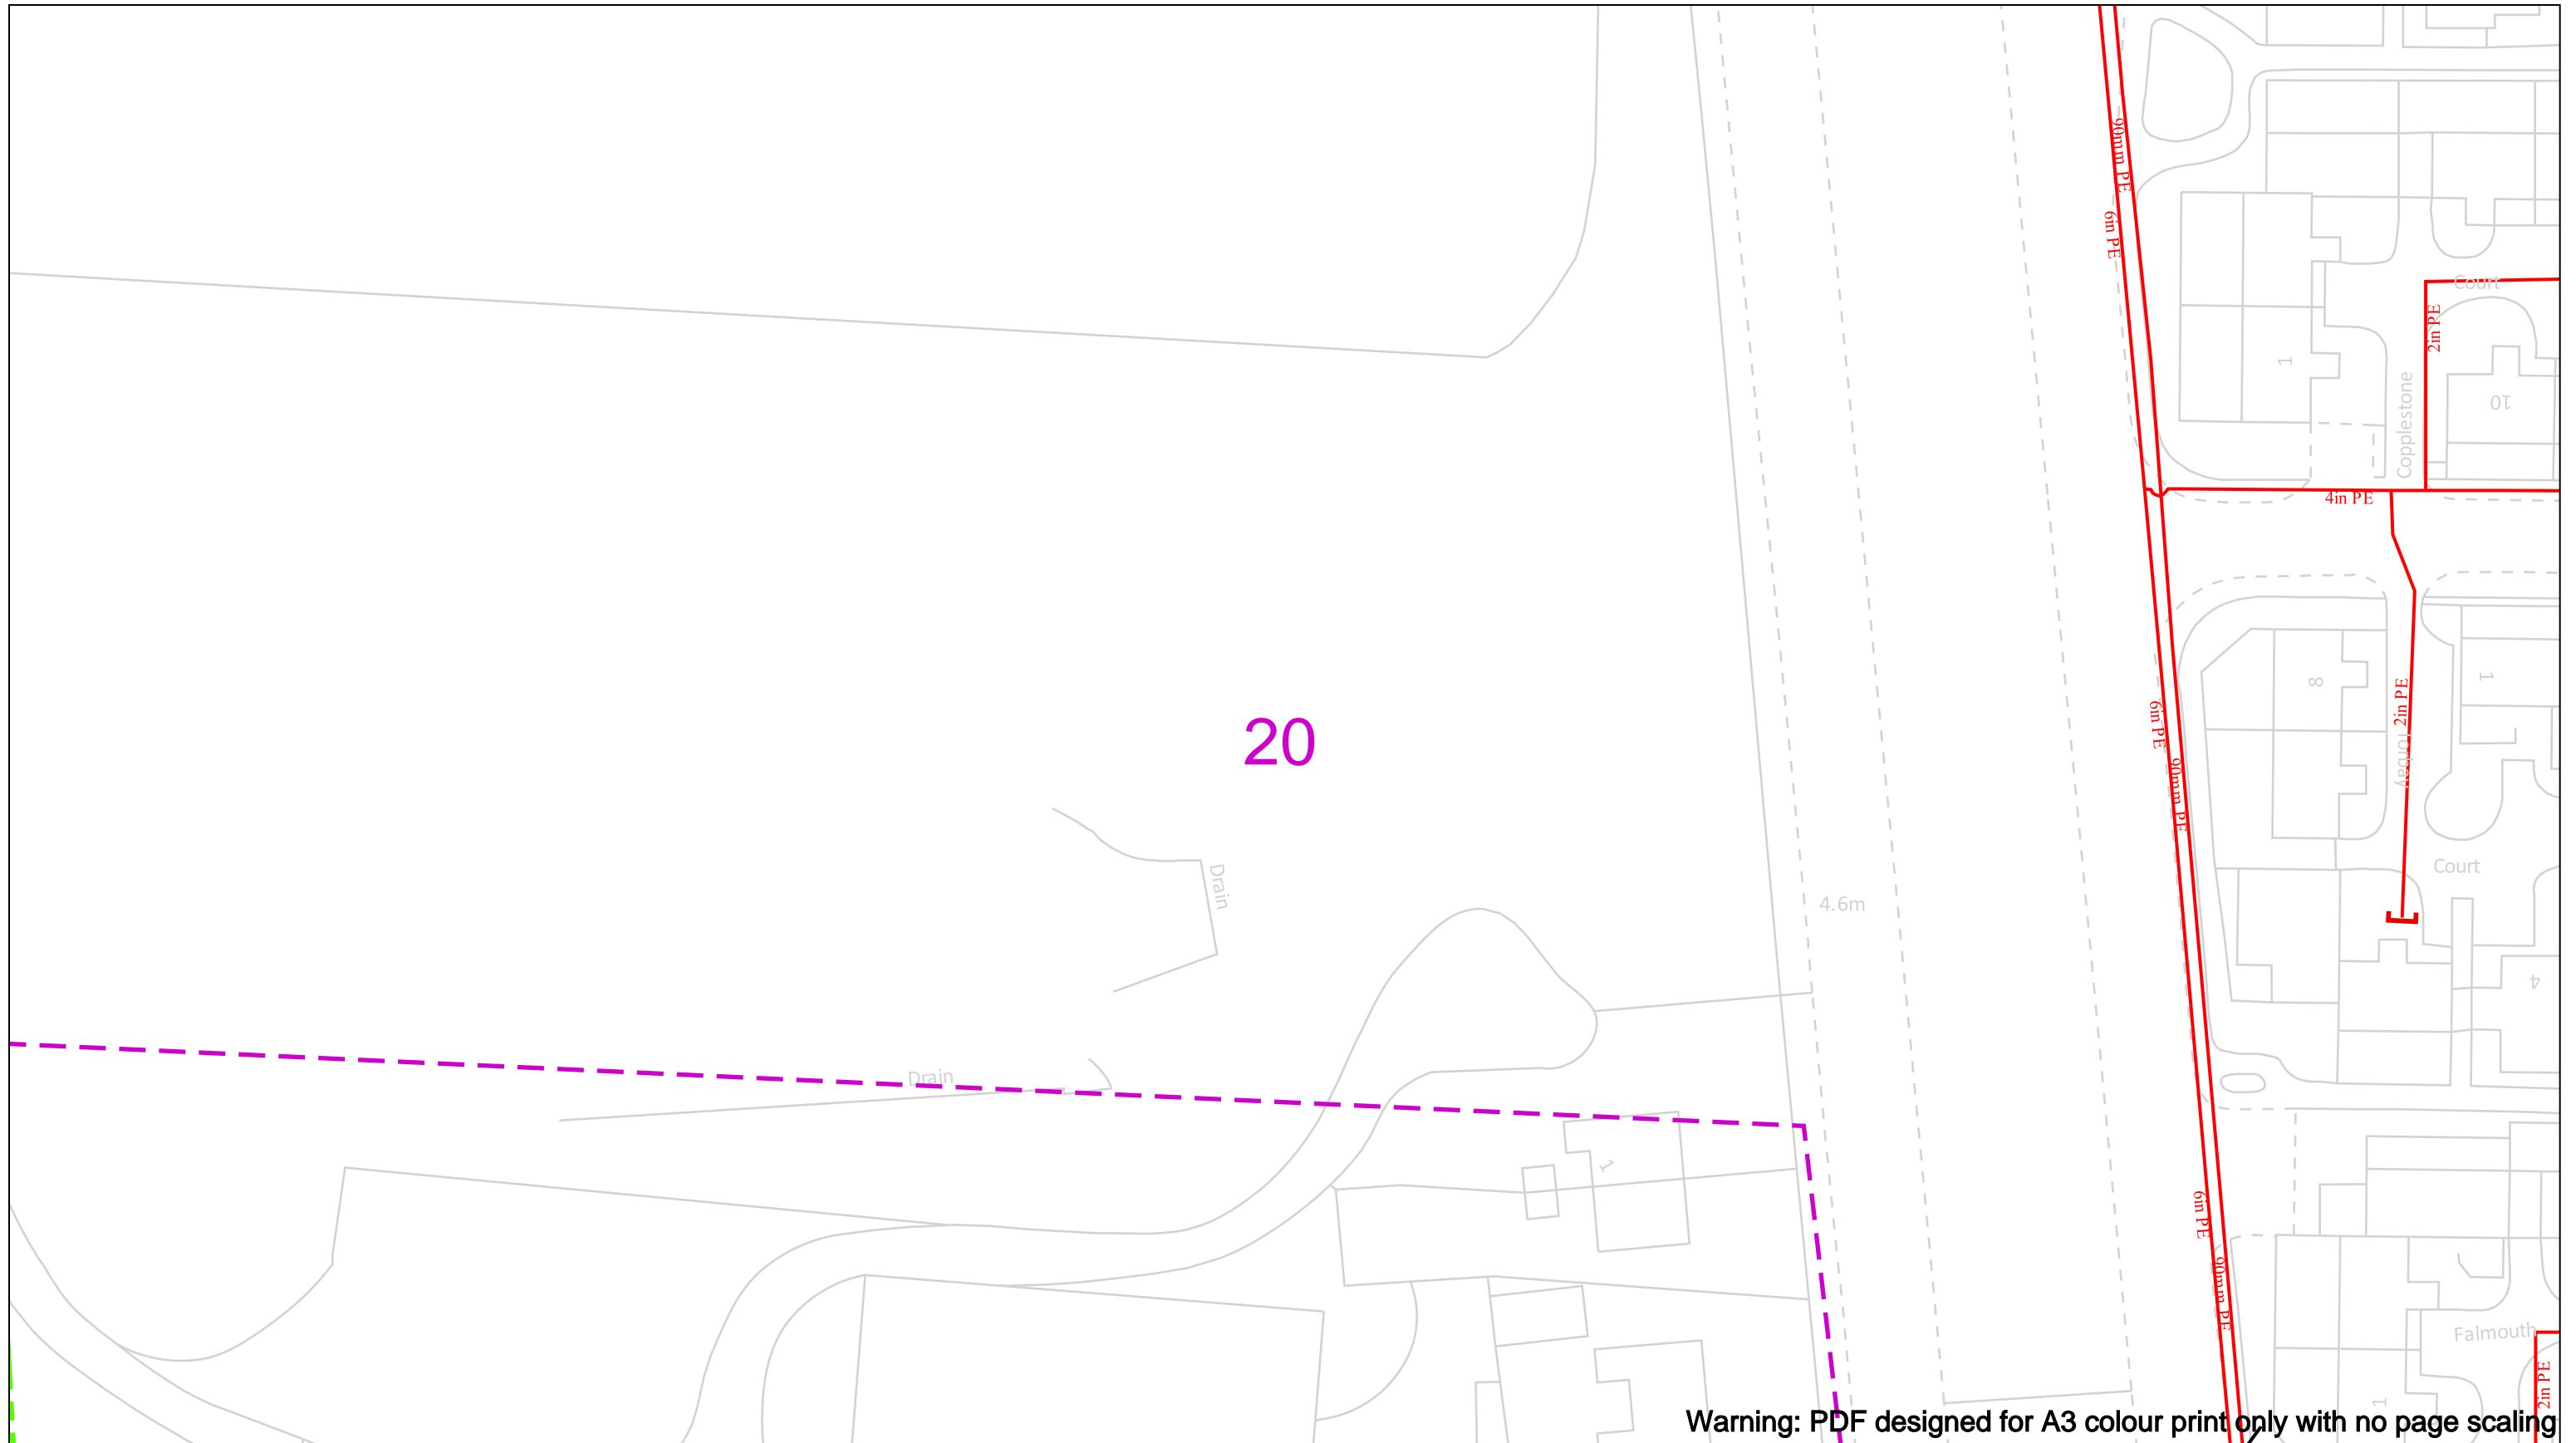 90mm PE
6in PE
Court
2in PE
1
10
Copplestone
4in PE
8
1
2in PE
6in PE
20
Torbay
90mm PE
Court
Drain
4.6m
4
Drain
1
6in PE
90mm PE
Falmouth
2in PE
1
Warning: PDF designed for A3 colour print only with no page scaling